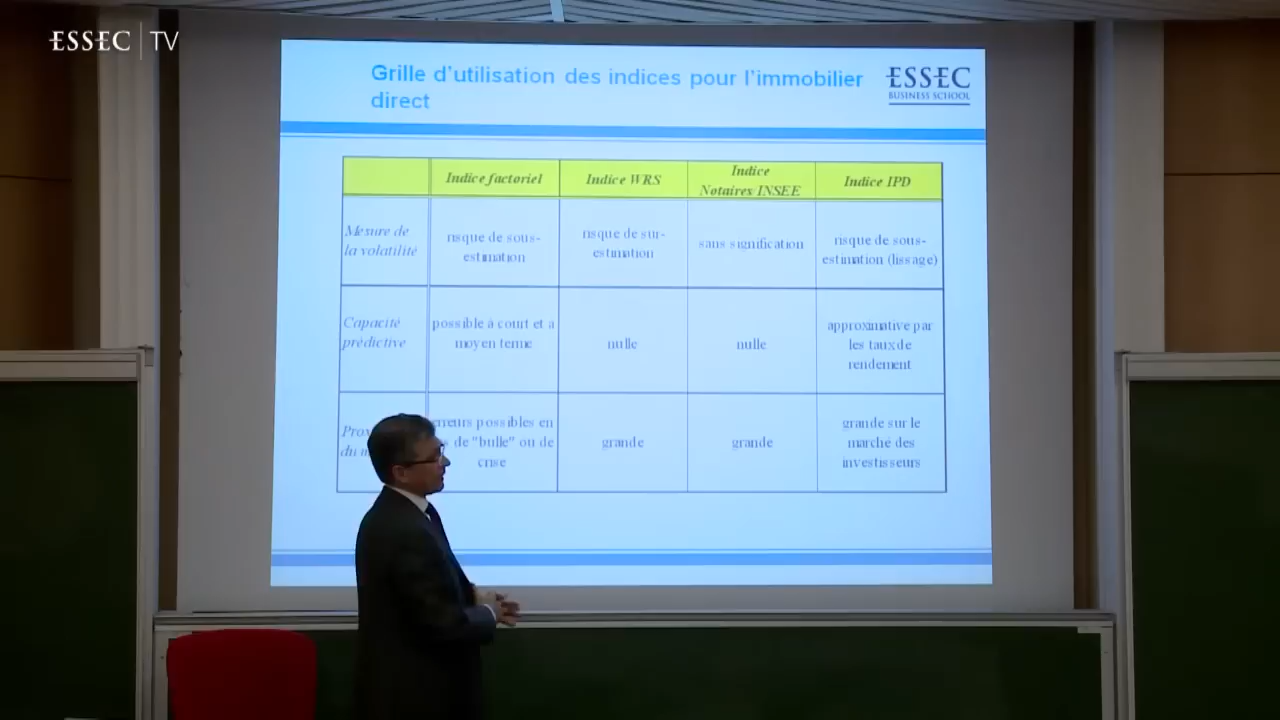 ESSEC TV
Grille d'utilisation des indices pour l'immobilier
direct
ESSEC
BUSINESS SCHOOL
Indice factoriel
Indice WRS
Indice
Notaires/INSEE
Indice IPD
Mesure de
la volatilité
risque de sous-
estimation
risque de sur-
estimation
sans signification
risque de sous-
estimation (lissage)
Capacité
prédictive
possible à court et a
moyen terme
nulle
nulle
approximative par
les taux de
rendement
erreurs possibles en
de "bulle" ou de
crise
grande
grande
grande sur le
marché des
investisseurs